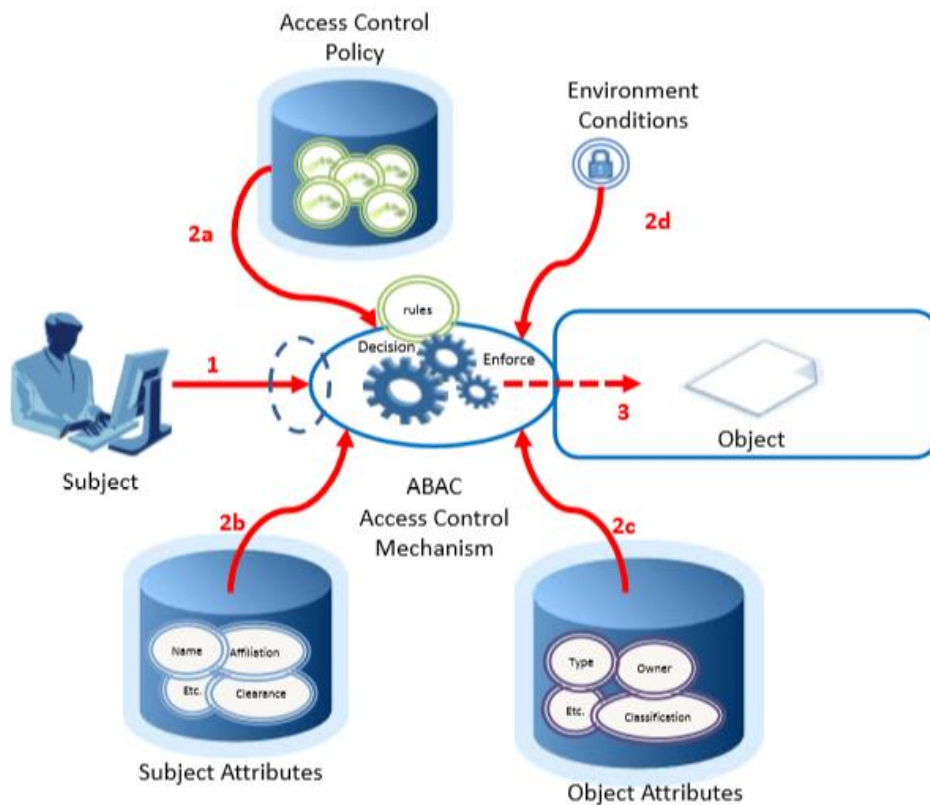 Access Control
Policy
Environment
Conditions
2a
2d
rules
Decision
Enforce
1
3
Subject
Object
ABAC
Access Control
Mechanism
2b
2c
Name
Affiliation
Etc.
Clearance
Type
Owner
Etc.
Classification
Subject Attributes
Object Attributes